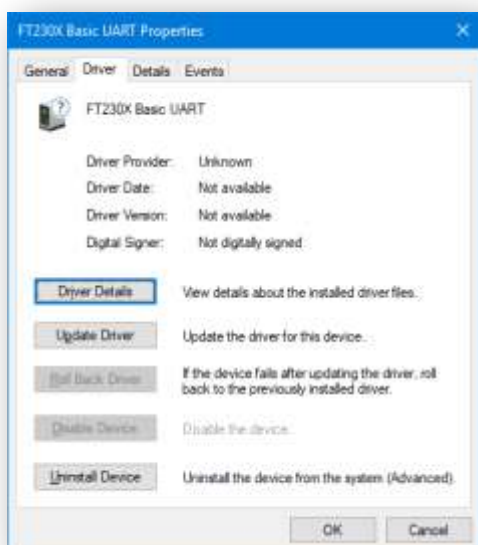 FT230X Basic UART Properties
General Driver Details Events
FT230X Basic UART
Driver Provider: Unknown
Driver Date: Not available
Driver Version: Not available
Digital Signer: Not digitally signed
Driver Details View details about the installed driver files.
Update Driver Update the driver for this device.
Roll Back Driver If the device fails after updating the driver, roll
back to the previously installed driver.
Disable Device Disable the device.
Uninstall Device Uninstall the device from the system (Advanced).
OK Cancel